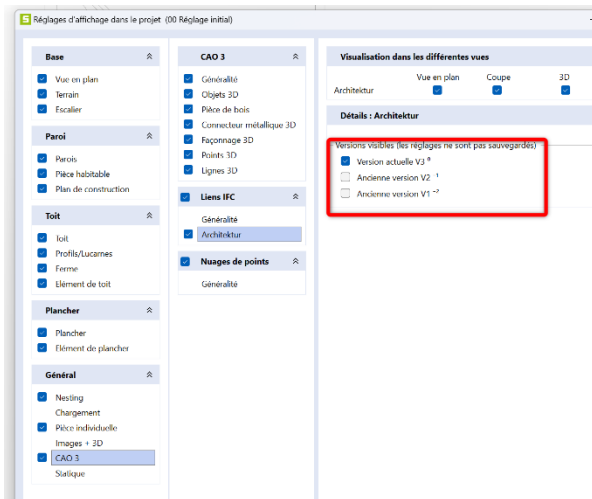 S Réglages d'affichage dans le projet (00 Réglage initial)
Base
Vue en plan
Terrain
Escalier
Paroi
Parois
Pièce habitable
Plan de construction
Toit
Toit
Profils/Lucarnes
Ferme
Elément de toit
Plancher
Plancher
Elément de plancher
Général
Nesting
Chargement
Pièce individuelle
Images + 3D
CAO 3
Statique
CAO 3
Généralité
Objets 3D
Pièce de bois
Connecteur métallique 3D
Façonnage 3D
Points 3D
Lignes 3D
Liens IFC
Généralité
Architektur
Nuages de points
Généralité
Visualisation dans les différentes vues
Vue en plan Coupe 3D
Architektur
Détails : Architektur
Versions visibles (les réglages ne sont pas sauvegardés)
Version actuelle V3 ⁰
Ancienne version V2 ⁻¹
Ancienne version V1 ⁻²